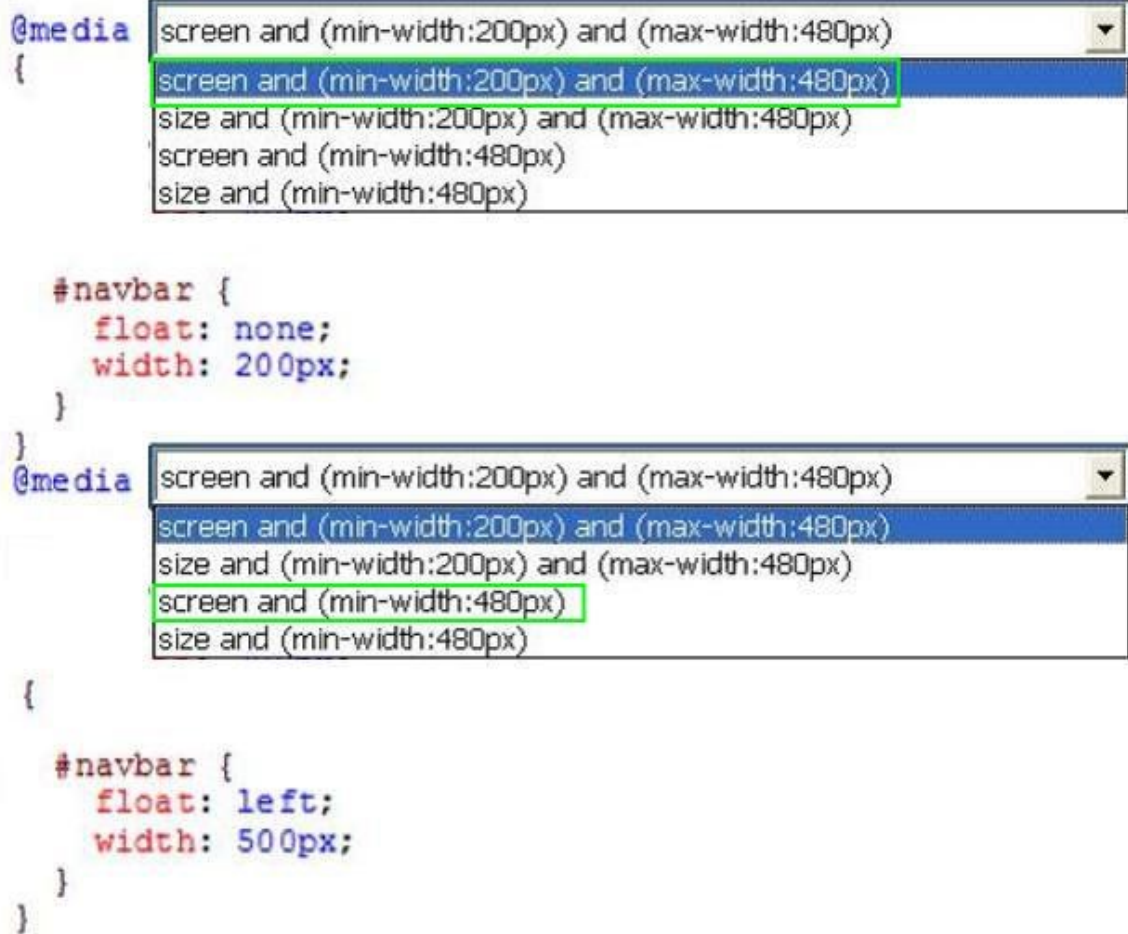 @media screen and (min-width:200px) and (max-width:480px)
{ screen and (min-width:200px) and (max-width:480px)
size and (min-width:200px) and (max-width:480px)
screen and (min-width:480px)
size and (min-width:480px)
#navbar {
float: none;
width: 200px;
}
}
@media screen and (min-width:200px) and (max-width:480px)
screen and (min-width:200px) and (max-width:480px)
size and (min-width:200px) and (max-width:480px)
screen and (min-width:480px)
size and (min-width:480px)
{
#navbar {
float: left;
width: 500px;
}
}